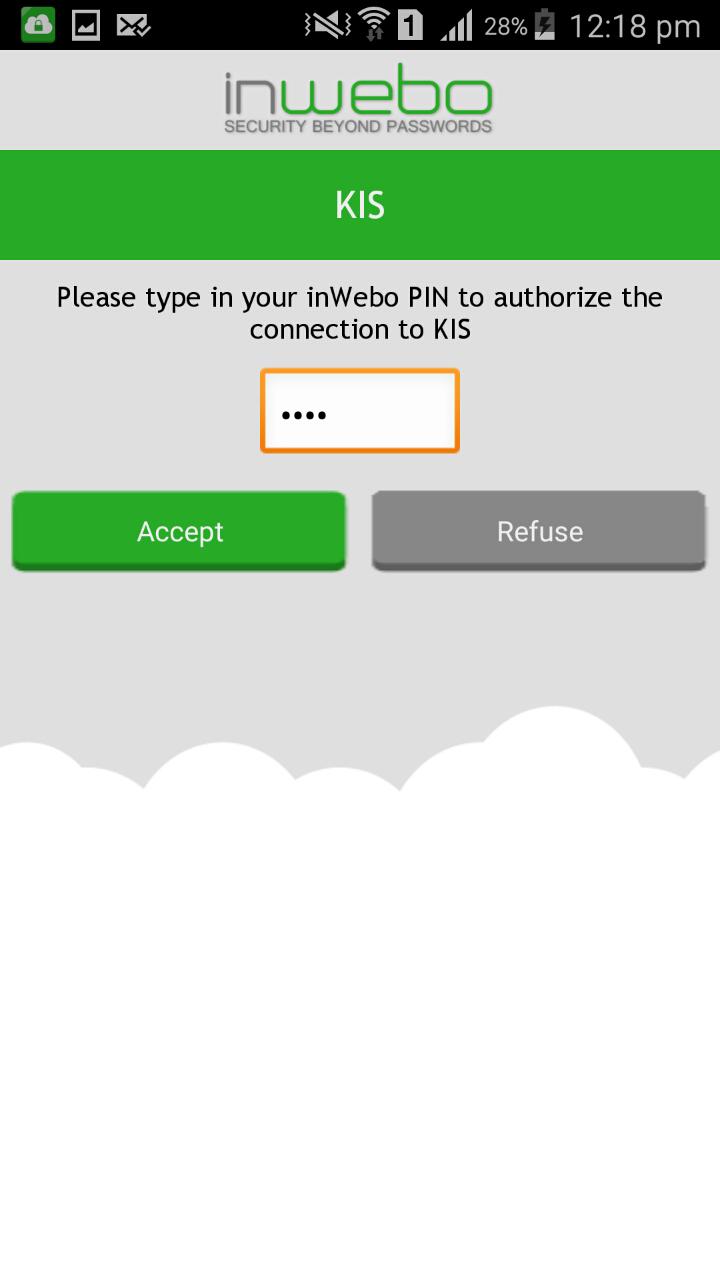 1 28% 12:18 pm
inwebo
SECURITY BEYOND PASSWORDS
KIS
Please type in your inWebo PIN to authorize the
connection to KIS
••••
Accept Refuse